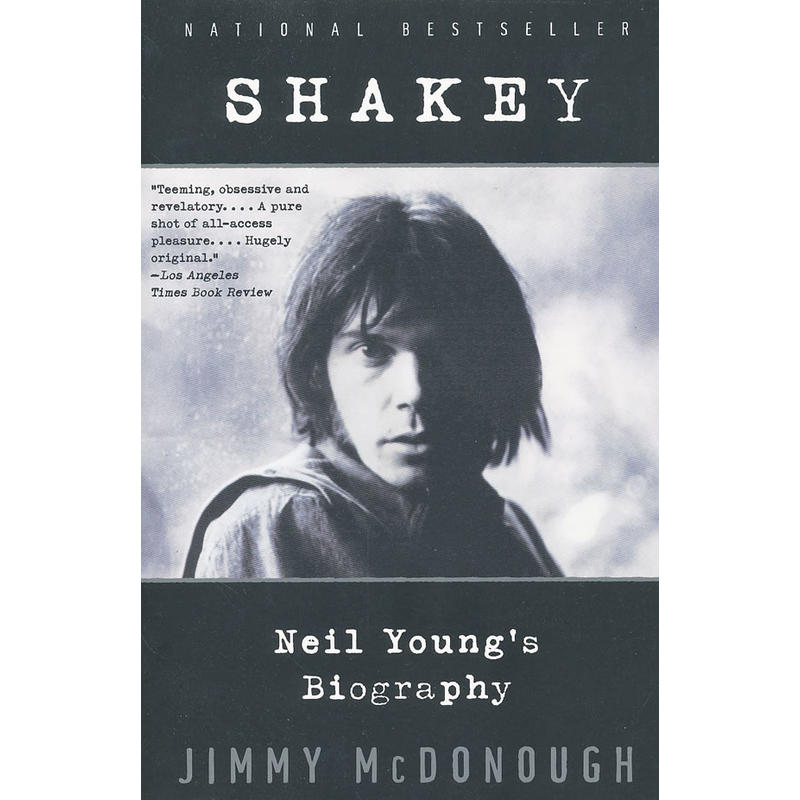 NATIONAL BESTSELLER
SHAKEY
"Teeming, obsessive and
revelatory.... A pure
shot of all-access
pleasure.... Hugely
original."
—Los Angeles
Times Book Review
Neil Young's
Biography
JIMMY McDONOUGH